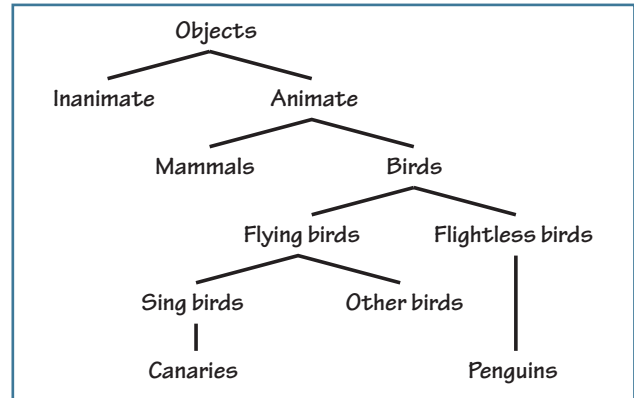 Objects
Inanimate Animate
Mammals Birds
Flying birds Flightless birds
Sing birds Other birds
Canaries Penguins